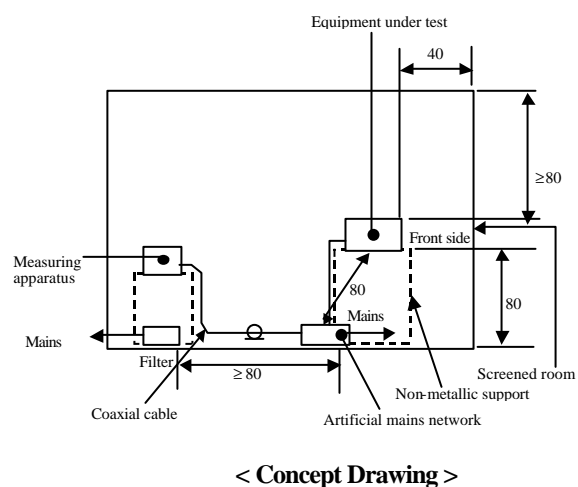 Equipment under test
40
≥80
Front side
Measuring
apparatus
80
Mains
80
Mains
Filter
≥ 80
Screened room
Non-metallic support
Coaxial cable
Artificial mains network
< Concept Drawing >